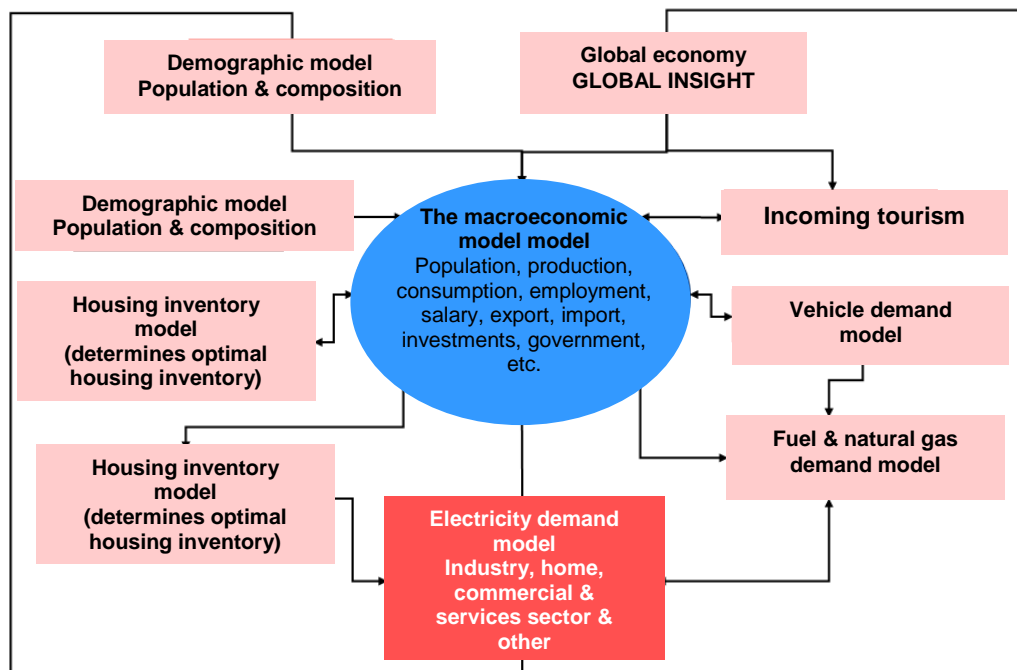 Demographic model
Population & composition
Global economy
GLOBAL INSIGHT
Demographic model
Population & composition
The macroeconomic
model model
Population, production,
consumption, employment,
salary, export, import,
investments, government,
etc.
Incoming tourism
Housing inventory
model
(determines optimal
housing inventory)
Vehicle demand
model
Housing inventory
model
(determines optimal
housing inventory)
Fuel & natural gas
demand model
Electricity demand
model
Industry, home,
commercial &
services sector &
other